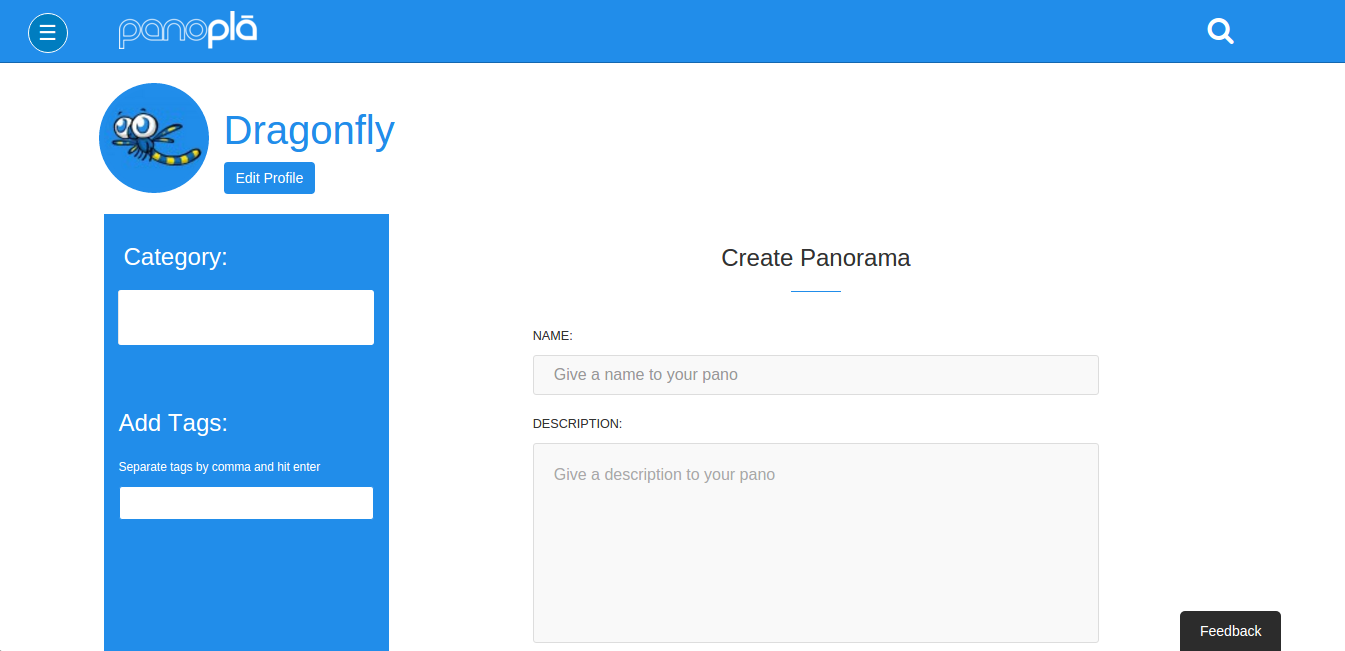 ☰
panoplā
Dragonfly
Edit Profile
Category:
Add Tags:
Separate tags by comma and hit enter
Create Panorama
NAME:
Give a name to your pano
DESCRIPTION:
Give a description to your pano
Feedback